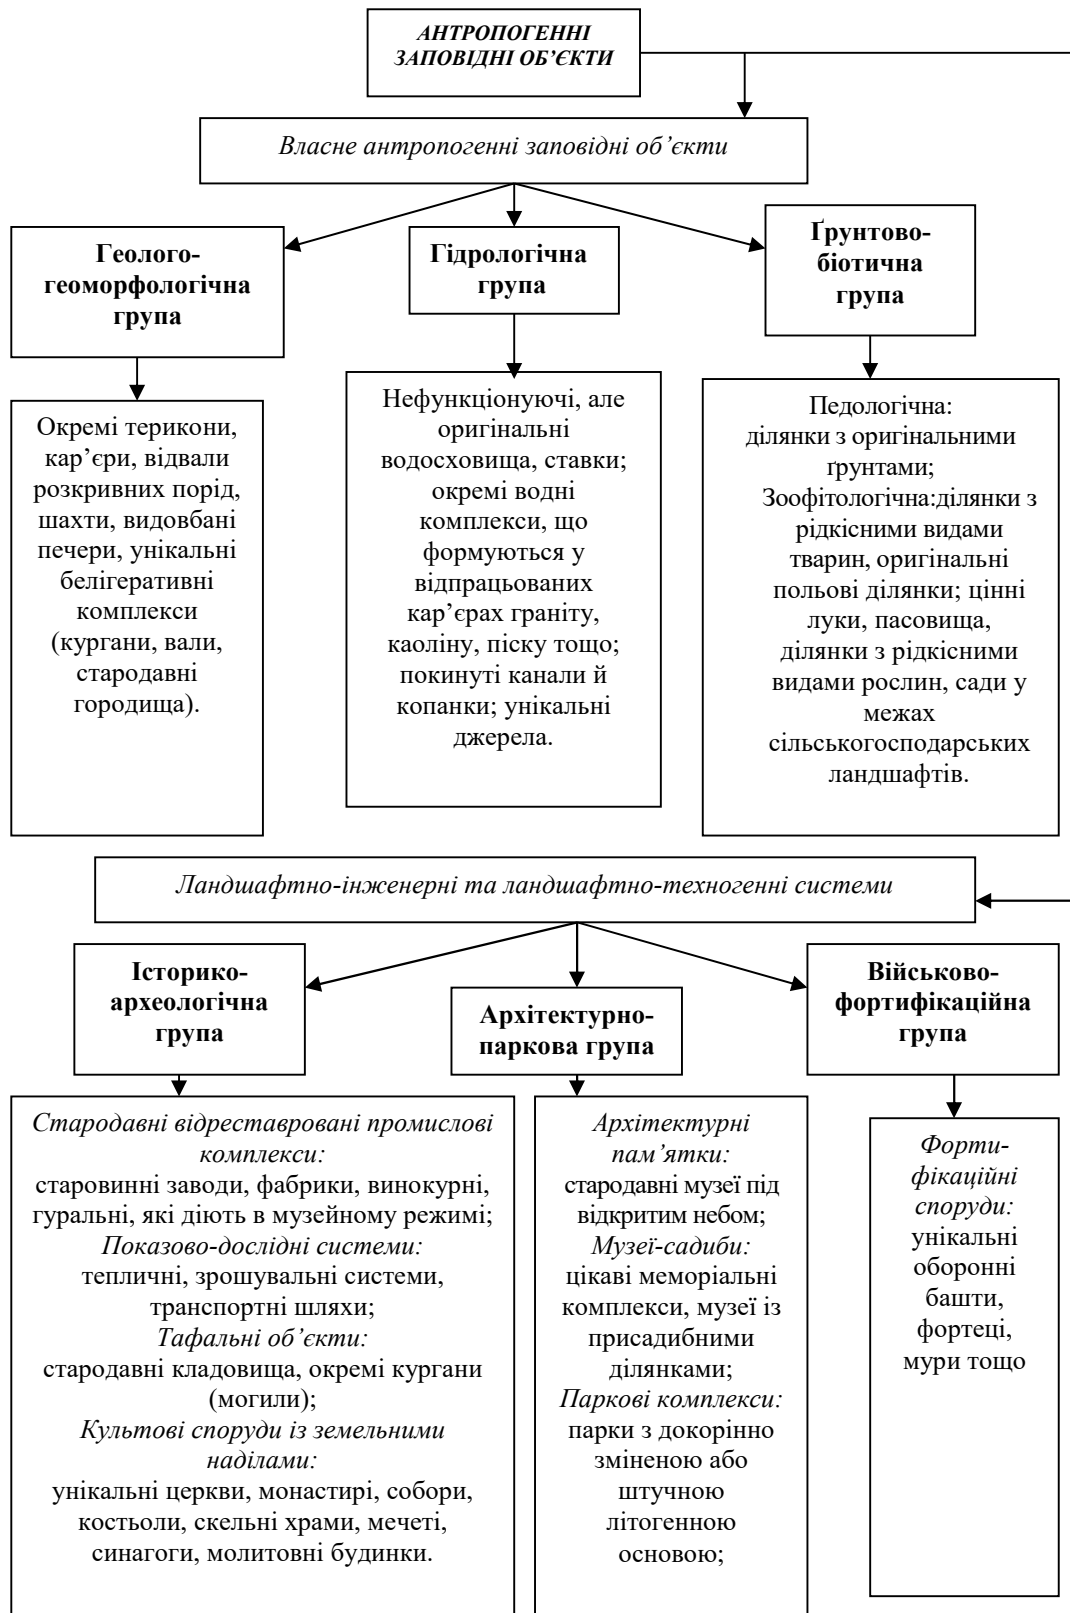 АНТРОПОГЕННІ
ЗАПОВІДНІ ОБ’ЄКТИ
Власне антропогенні заповідні об’єкти
Геолого-
геоморфологічна
група
Гідрологічна
група
Ґрунтово-
біотична
група
Окремі терикони,
кар’єри, відвали
розкривних порід,
шахти, видовбані
печери, унікальні
белігеративні
комплекси
(кургани, вали,
стародавні
городища).
Нефункціонуючі, але
оригінальні
водосховища, ставки;
окремі водні
комплекси, що
формуються у
відпрацьованих
кар’єрах граніту,
каоліну, піску тощо;
покинуті канали й
копанки; унікальні
джерела.
Педологічна:
ділянки з оригінальними
ґрунтами;
Зоофітологічна:ділянки з
рідкісними видами
тварин, оригінальні
польові ділянки; цінні
луки, пасовища,
ділянки з рідкісними
видами рослин, сади у
межах
сільськогосподарських
ландшафтів.
Ландшафтно-інженерні та ландшафтно-техногенні системи
Історико-
археологічна
група
Архітектурно-
паркова група
Військово-
фортифікаційна
група
Стародавні відреставровані промислові
комплекси:
старовинні заводи, фабрики, винокурні,
гуральні, які діють в музейному режимі;
Показово-дослідні системи:
тепличні, зрошувальні системи,
транспортні шляхи;
Тафальні об’єкти:
стародавні кладовища, окремі кургани
(могили);
Культові споруди із земельними
наділами:
унікальні церкви, монастирі, собори,
костьоли, скельні храми, мечеті,
синагоги, молитовні будинки.
Архітектурні
пам’ятки:
стародавні музеї під
відкритим небом;
Музеї-садиби:
цікаві меморіальні
комплекси, музеї із
присадибними
ділянками;
Паркові комплекси:
парки з докорінно
зміненою або
штучною
літогенною
основою;
Форти-
фікаційні
споруди:
унікальні
оборонні
башти,
фортеці,
мури тощо